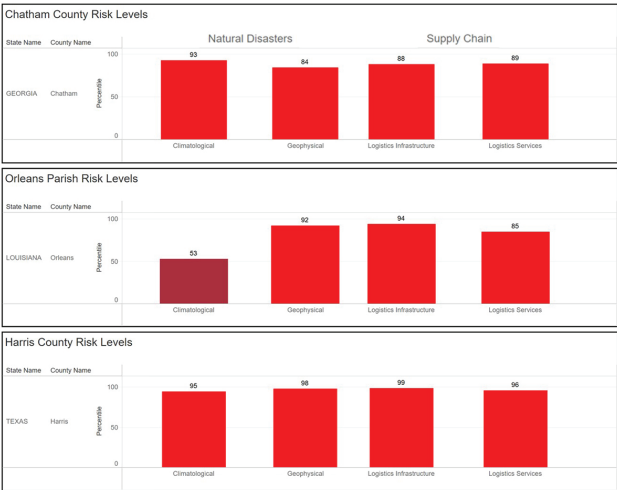 Chatham County Risk Levels
Natural Disasters Supply Chain
State Name County Name
93 84 88 89
100
GEORGIA Chatham Percentile 50
0
Climatological Geophysical Logistics Infrastructure Logistics Services
Orleans Parish Risk Levels
State Name County Name
53 92 94 85
100
LOUISIANA Orleans Percentile 50
0
Climatological Geophysical Logistics Infrastructure Logistics Services
Harris County Risk Levels
State Name County Name
95 98 99 96
100
TEXAS Harris Percentile 50
0
Climatological Geophysical Logistics Infrastructure Logistics Services